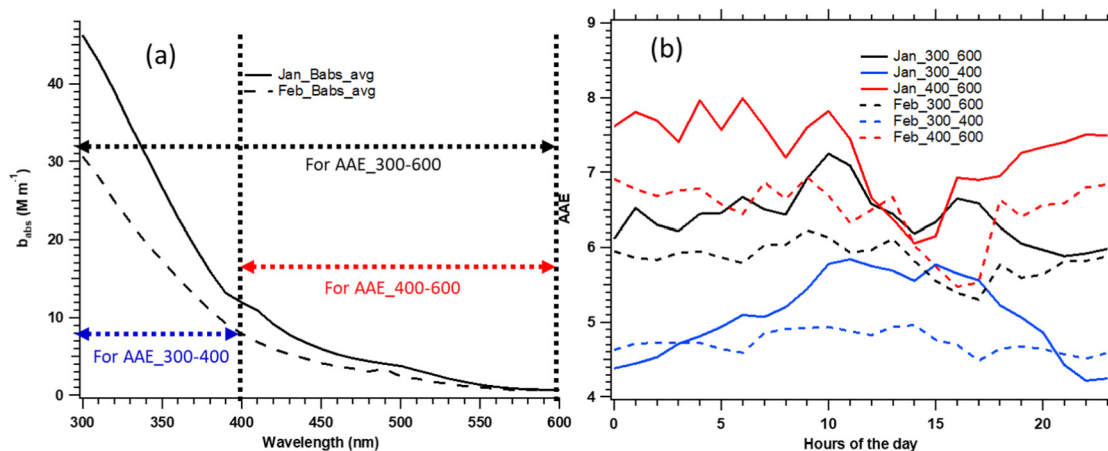 (a)
Jan_Babs_avg
Feb_Babs_avg
For AAE_300-600
For AAE_400-600
For AAE_300-400
b_abs (M m⁻¹)
40
30
20
10
0
300
350
400
450
500
550
600
Wavelength (nm)
(b)
Jan_300_600
Jan_300_400
Jan_400_600
Feb_300_600
Feb_300_400
Feb_400_600
AAE
9
8
7
6
5
4
0
5
10
15
20
Hours of the day